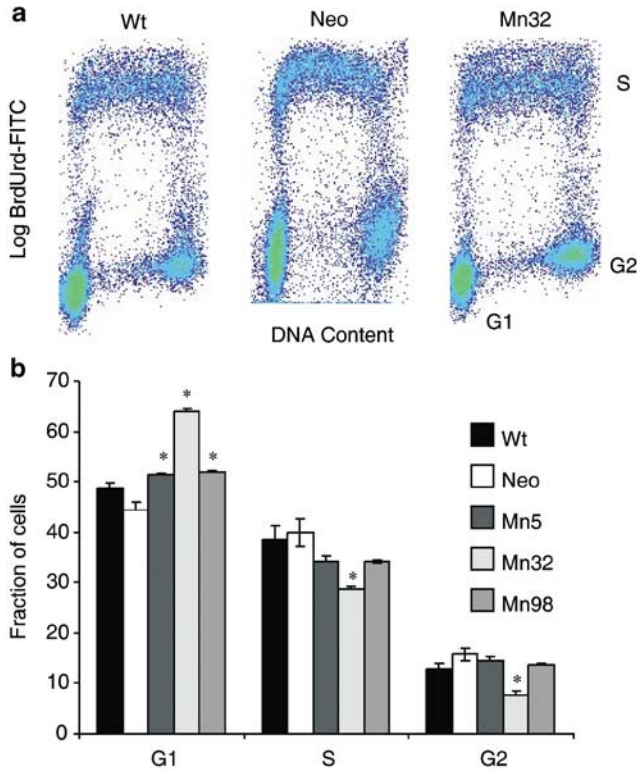 a
Wt
Neo
Mn32
Log BrdUrd-FITC
S
G2
G1
DNA Content
b
Fraction of cells
70
60
50
40
30
20
10
0
*
*
*
*
*
Wt
Neo
Mn5
Mn32
Mn98
G1
S
G2